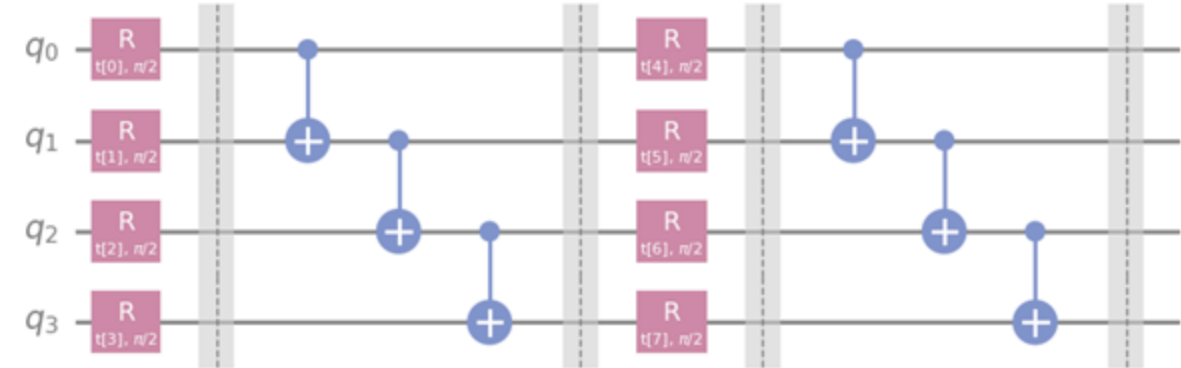 q₀ R R
t[0], π/2 t[4], π/2
q₁ R R
t[1], π/2 t[5], π/2
q₂ R R
t[2], π/2 t[6], π/2
q₃ R R
t[3], π/2 t[7], π/2